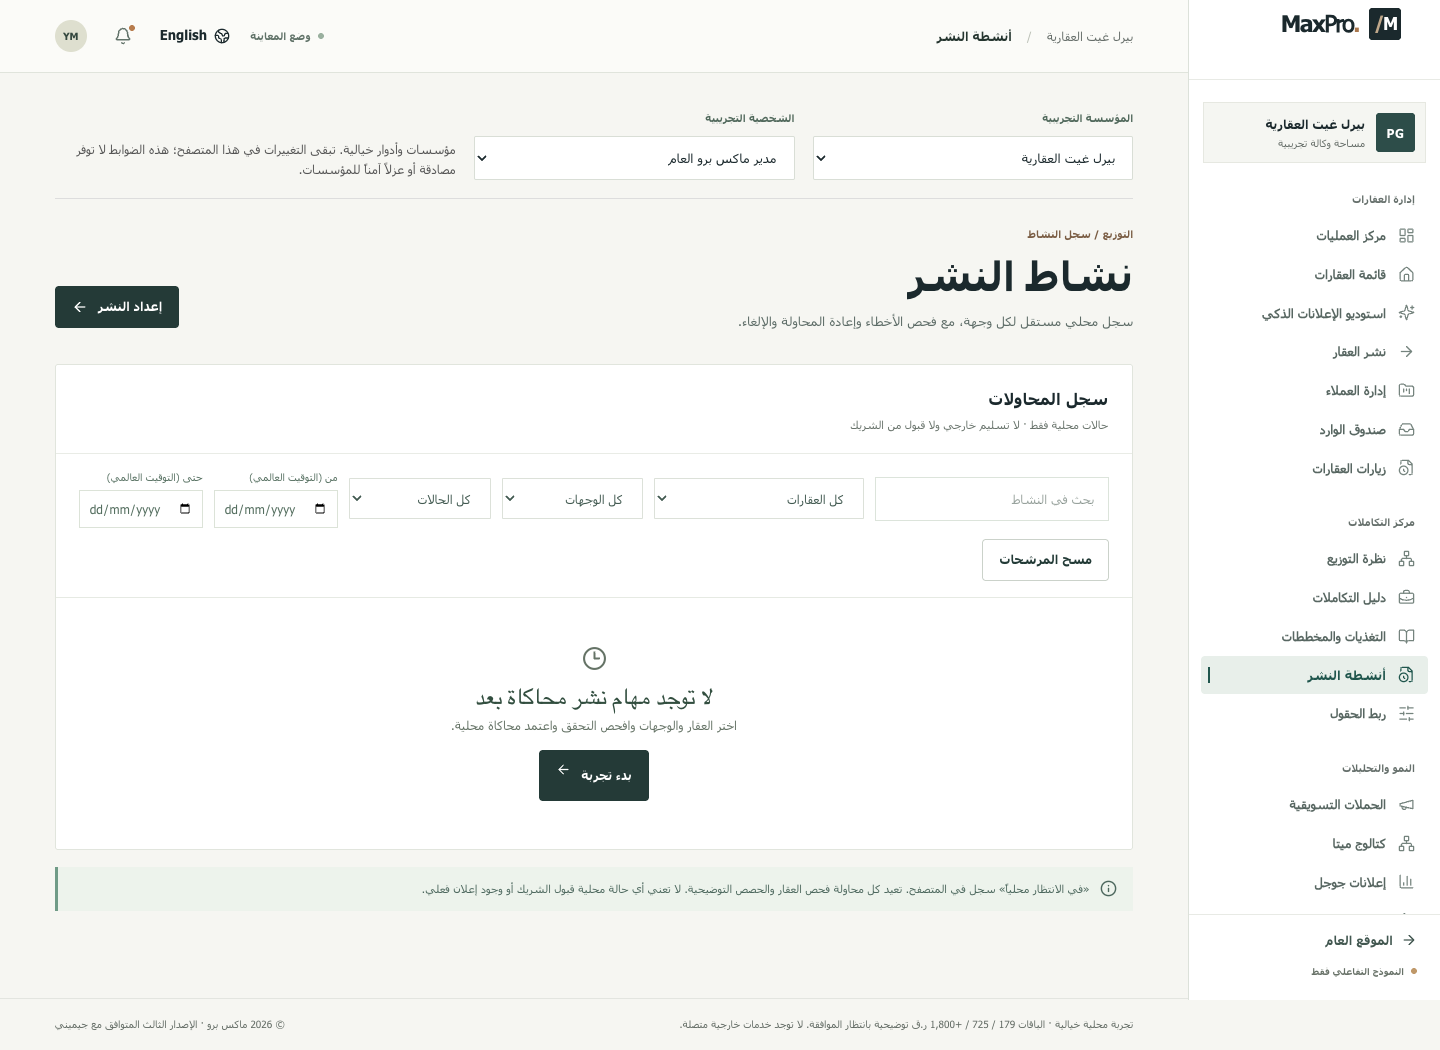 MaxPro.
/M
بيرل غيت العقارية / أنشطة النشر
وضع المعاينة
English
YM
PG
بيرل غيت العقارية
مساحة وكالة تجريبية
إدارة العقارات
مركز العمليات
قائمة العقارات
استوديو الإعلانات الذكي
نشر العقار
إدارة العملاء
صندوق الوارد
زيارات العقارات
مركز التكاملات
نظرة التوزيع
دليل التكاملات
التغذيات والمخططات
أنشطة النشر
ربط الحقول
النمو والتحليلات
الحملات التسويقية
كتالوج ميتا
إعلانات جوجل
الموقع العام
النموذج التفاعلي فقط
المؤسسة التجريبية
بيرل غيت العقارية
الشخصية التجريبية
مدير ماكس برو العام
مؤسسات وأدوار خيالية. تبقى التغييرات في هذا المتصفح؛ هذه الضوابط لا توفر
مصادقة أو عزلاً آمناً للمؤسسات.
التوزيع / سجل النشاط
نشاط النشر
سجل محلي مستقل لكل وجهة، مع فحص الأخطاء وإعادة المحاولة والإلغاء.
إعداد النشر
سجل المحاولات
حالات محلية فقط · لا تسليم خارجي ولا قبول من الشريك
بحث في النشاط
كل العقارات
كل الوجهات
كل الحالات
من (التوقيت العالمي)
dd/mm/yyyy
حتى (التوقيت العالمي)
dd/mm/yyyy
مسح المرشحات
لا توجد مهام نشر محاكاة بعد
اختر العقار والوجهات وافحص التحقق واعتمد محاكاة محلية.
بدء تجربة
«في الانتظار محلياً» سجل في المتصفح. تعيد كل محاولة فحص العقار والحصص التوضيحية. لا تعني أي حالة محلية قبول الشريك أو وجود إعلان فعلي.
تجربة محلية خيالية · الباقات 179 / 725 / +1,800 ر.ق توضيحية بانتظار الموافقة. لا توجد خدمات خارجية متصلة.
© 2026 ماكس برو · الإصدار الثالث المتوافق مع جيميني